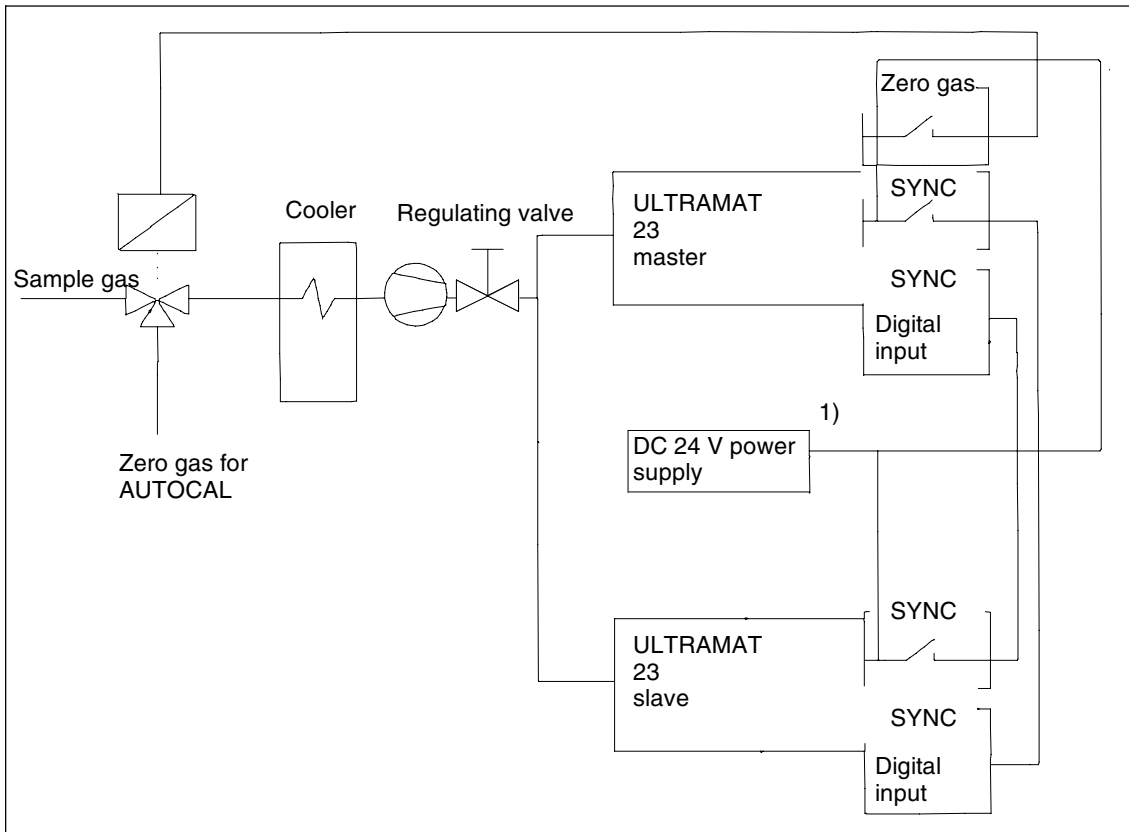 Zero gas
Cooler
Regulating valve
ULTRAMAT
23
master
SYNC
Sample gas
SYNC
Digital
input
1)
Zero gas for
AUTOCAL
DC 24 V power
supply
SYNC
ULTRAMAT
23
slave
SYNC
Digital
input